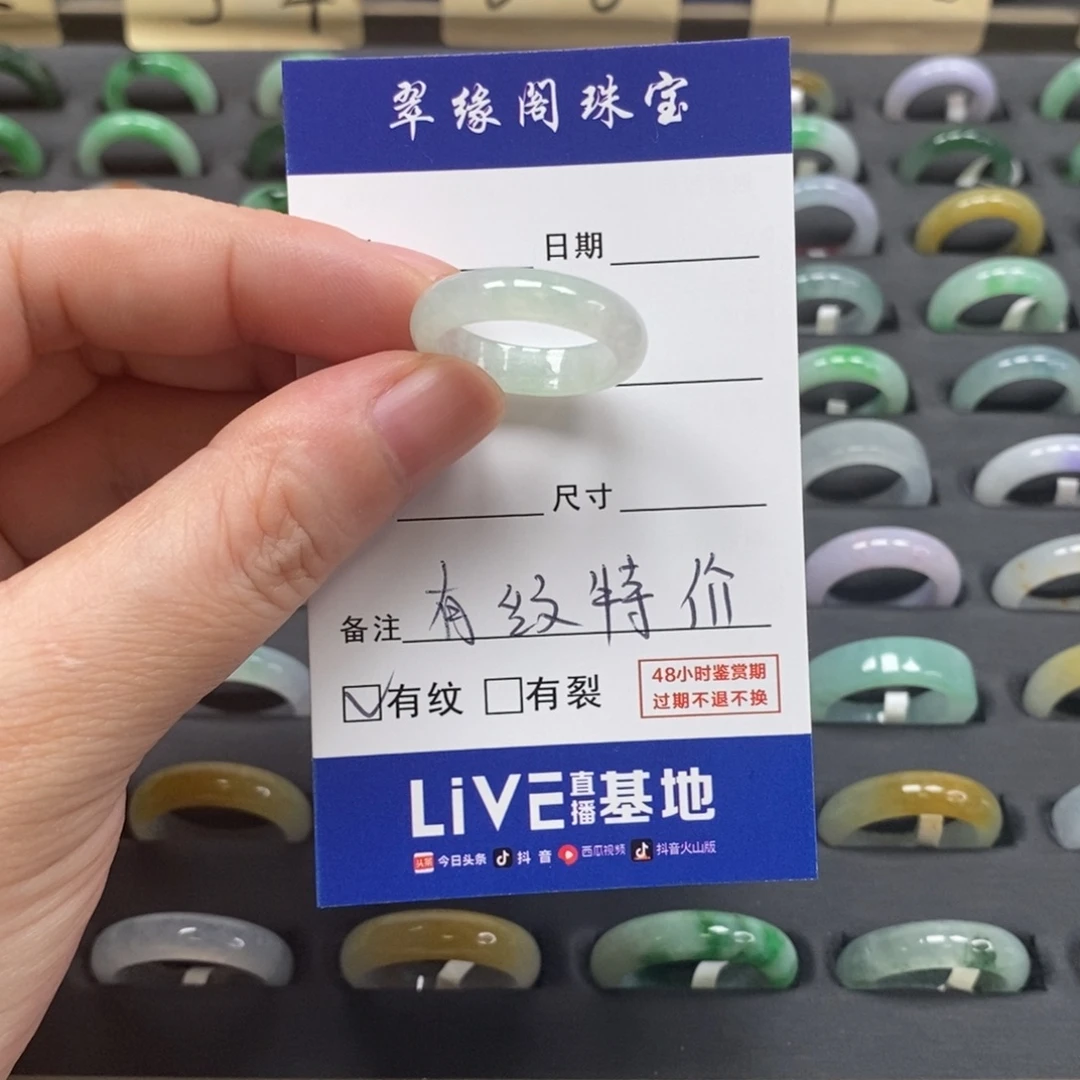 翠缘阁珠宝
日期
尺寸
备注 有纹特价
有纹 有裂
48小时鉴赏期
过期不退不换
LiVE直播基地
头条 今日头条 抖音 西瓜视频 抖音火山版